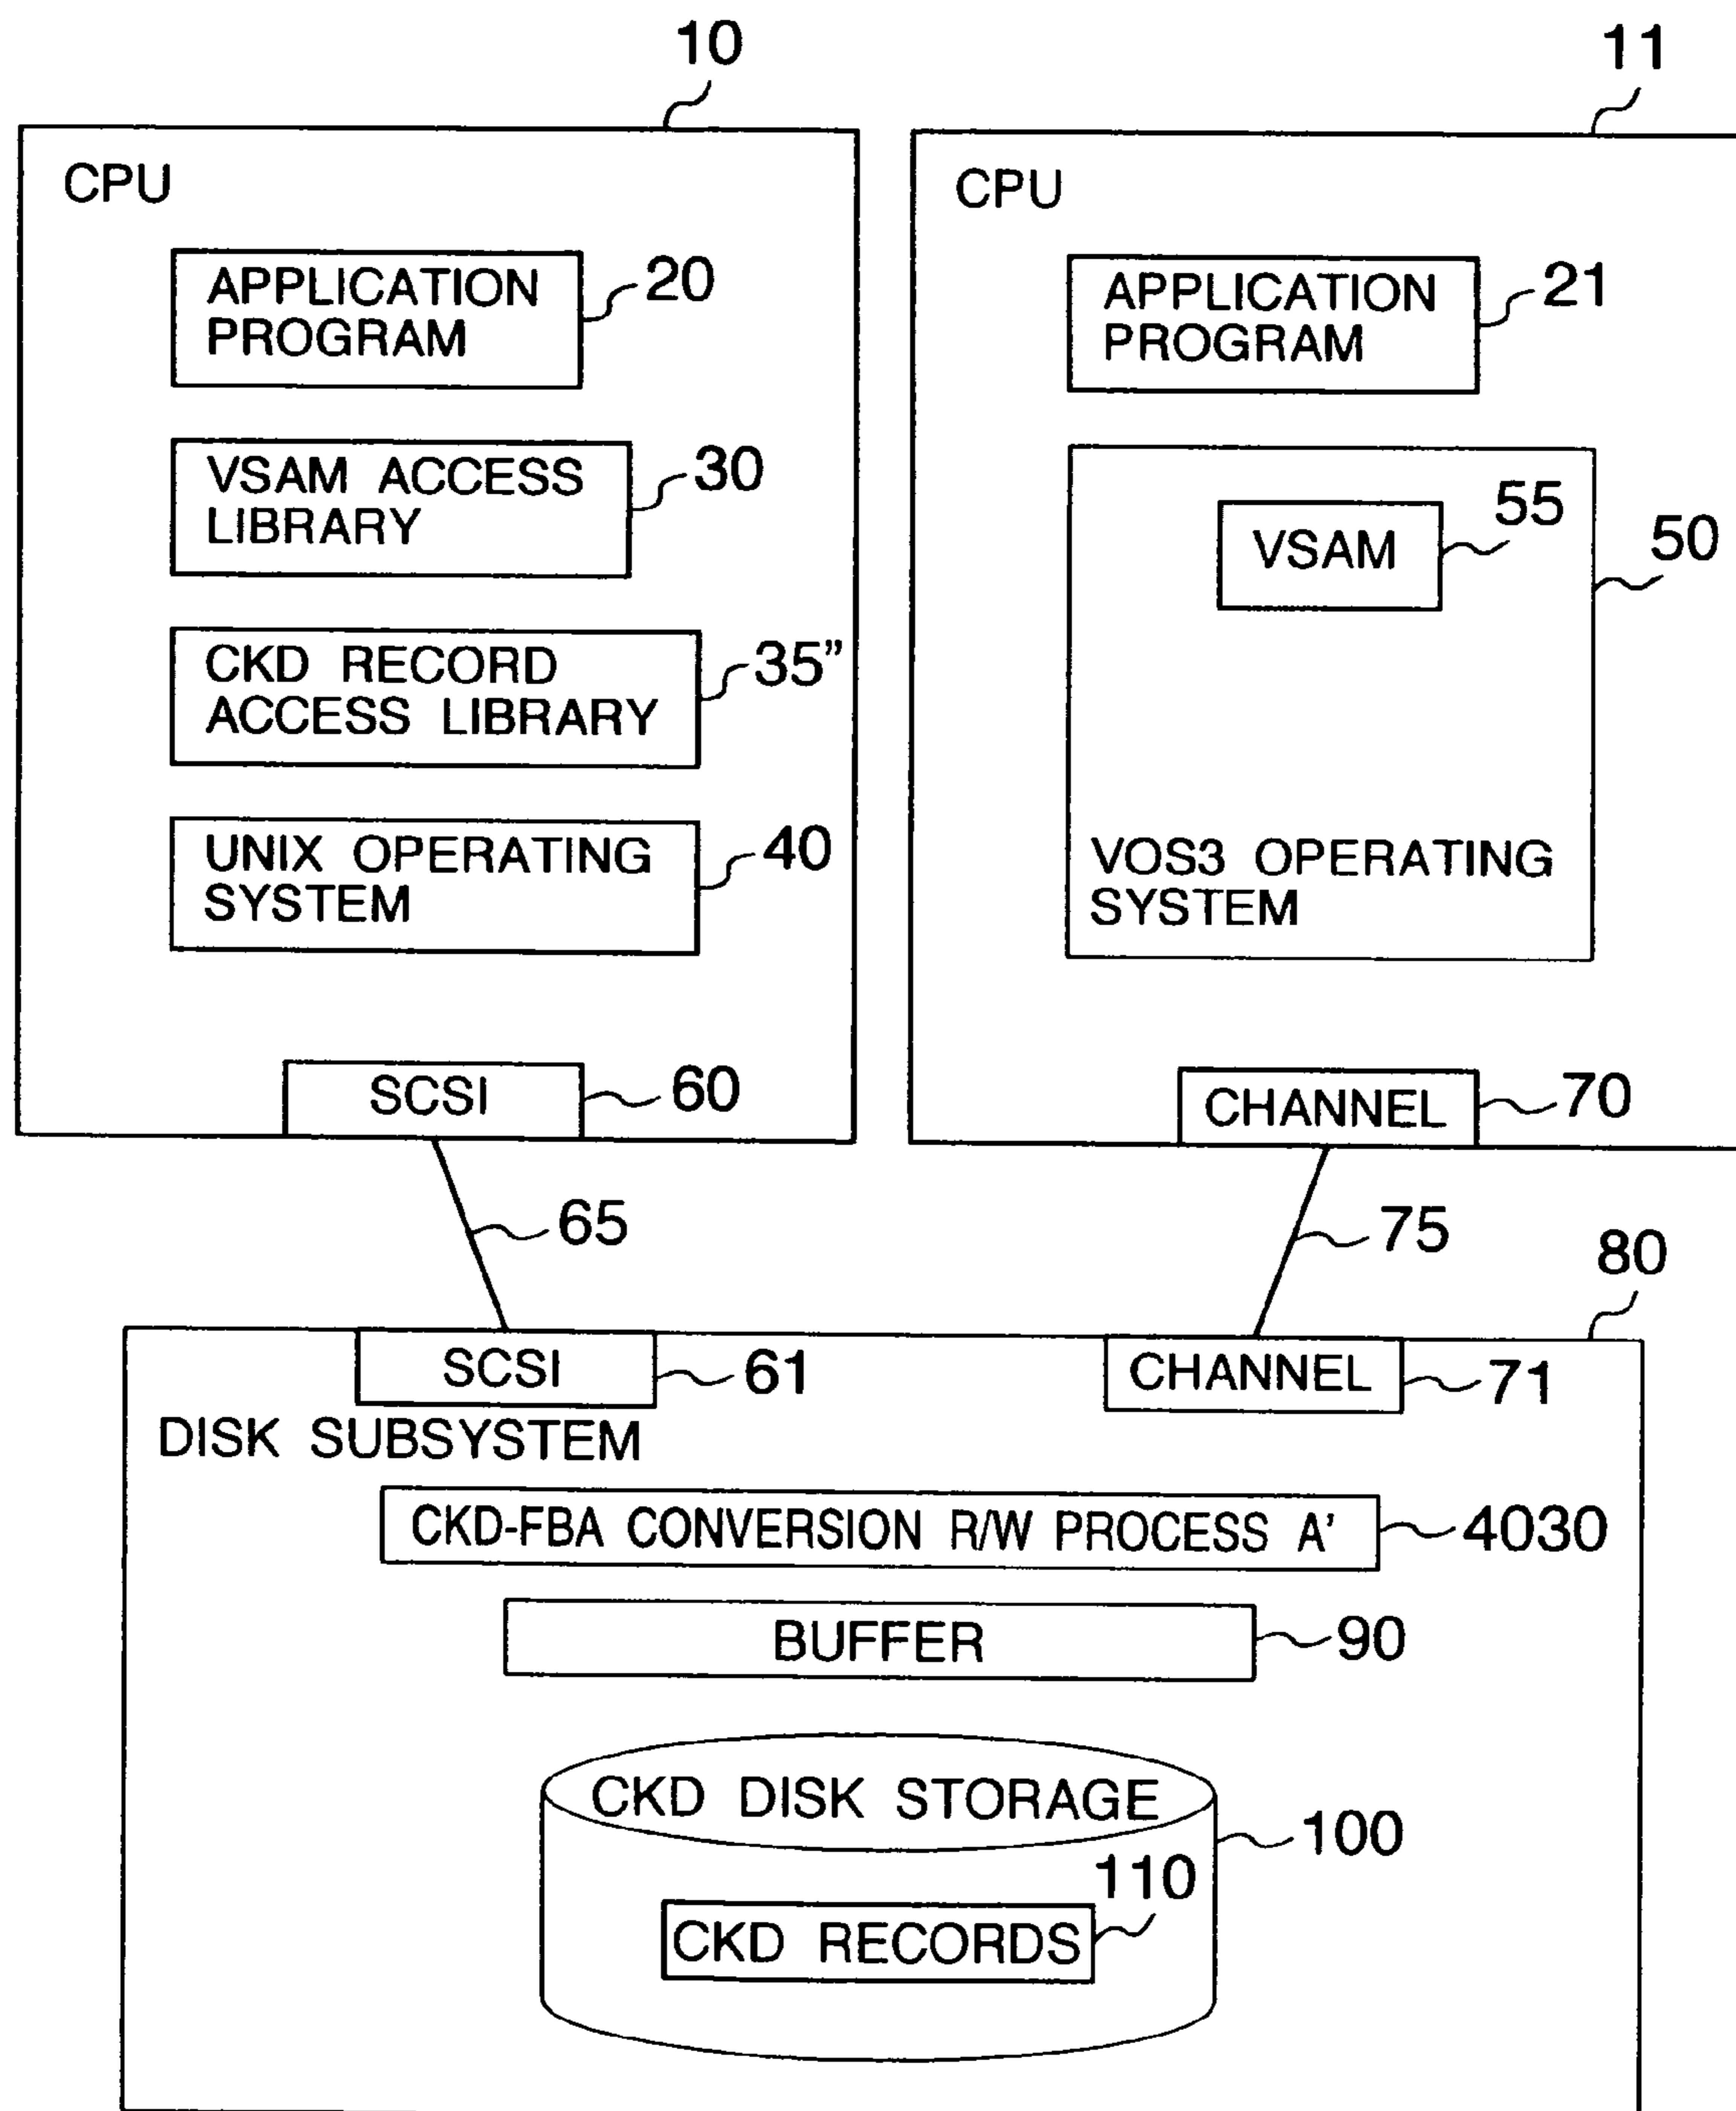 10
11
CPU
CPU
APPLICATION
PROGRAM
20
APPLICATION
PROGRAM
21
VSAM ACCESS
LIBRARY
30
VSAM
55
50
CKD RECORD
ACCESS LIBRARY
35”
UNIX OPERATING
SYSTEM
40
VOS3 OPERATING
SYSTEM
SCSI
60
CHANNEL
70
65
75
80
SCSI
61
CHANNEL
71
DISK SUBSYSTEM
CKD-FBA CONVERSION R/W PROCESS A'
4030
BUFFER
90
CKD DISK STORAGE
100
110
CKD RECORDS